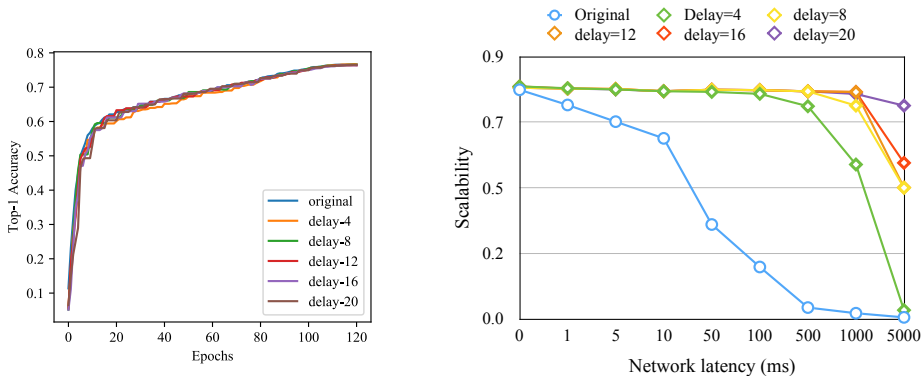 0.8
0.7
0.6
0.5
0.4
0.3
0.2
0.1
Top-1 Accuracy
original
delay-4
delay-8
delay-12
delay-16
delay-20
0 20 40 60 80 100 120
Epochs
Original Delay=4 delay=8
delay=12 delay=16 delay=20
0.9
0.7
0.5
0.2
0.0
Scalability
0 1 5 10 50 100 500 1000 5000
Network latency (ms)